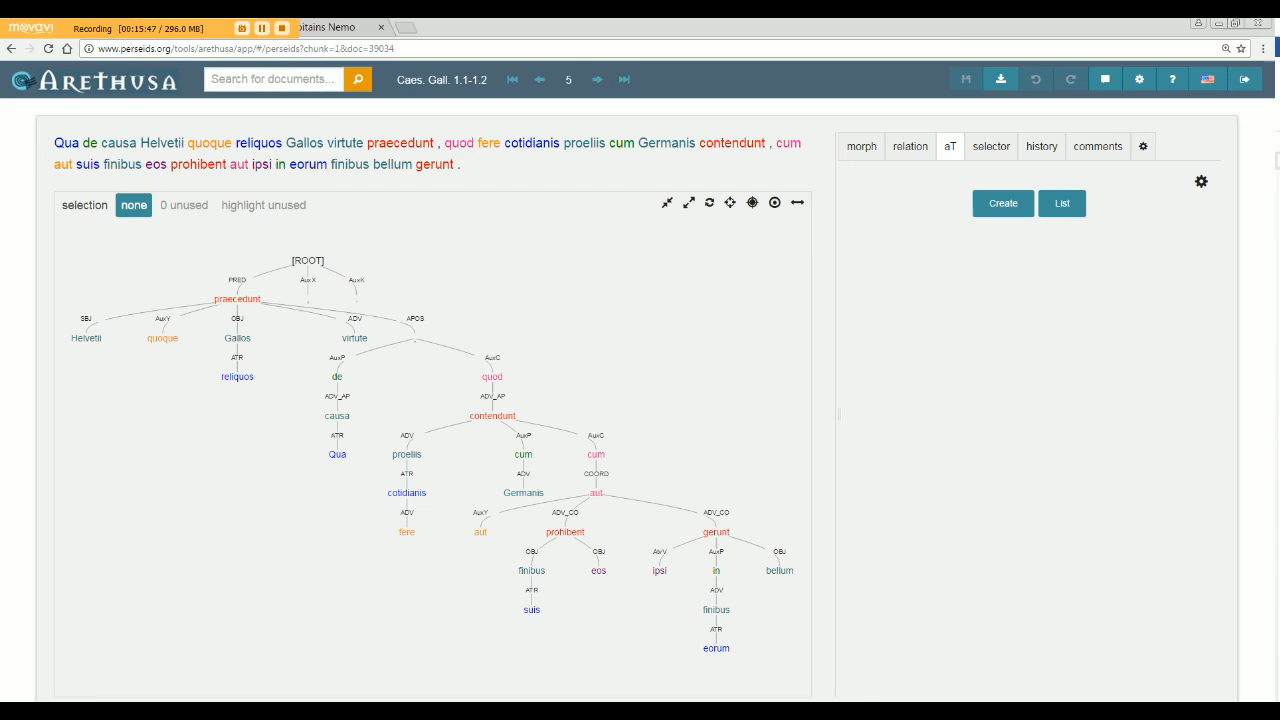 movavi Recording [00:15:47 / 296.0 MB] pitains Nemo
www.perseids.org/tools/arethusa/app/#/perseids?chunk=1&doc=39034
ARETHUSA Search for documents... Caes. Gall. 1.1-1.2 5
Qua de causa Helvetii quoque reliquos Gallos virtute praecedunt , quod fere cotidianis proeliis cum Germanis contendunt , cum
aut suis finibus eos prohibent aut ipsi in eorum finibus bellum gerunt .
morph relation aT selector history comments
selection none 0 unused highlight unused
Create List
[ROOT]
PRED AuxX AuxK
praecedunt , .
SBJ AuxY OBJ ADV APOS
Helvetii quoque Gallos virtute ,
ATR AuxP AuxC
reliquos de quod
ADV_AP ADV_AP
causa contendunt
ATR ADV AuxP AuxC
Qua proeliis cum cum
ATR ADV COORD
cotidianis Germanis aut
ADV AuxY ADV_CO ADV_CO
fere aut prohibent gerunt
OBJ OBJ AtvV AuxP OBJ
finibus eos ipsi in bellum
ATR ADV
suis finibus
ATR
eorum